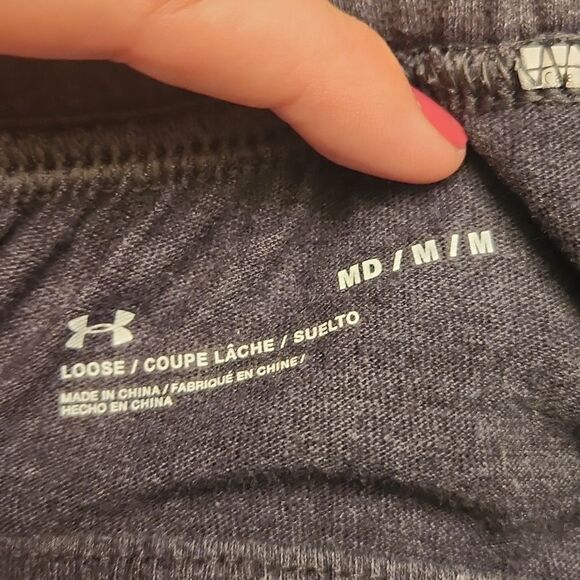 MD / M / M
LOOSE / COUPE LÂCHE / SUELTO
MADE IN CHINA / FABRIQUÉ EN CHINE /
HECHO EN CHINA